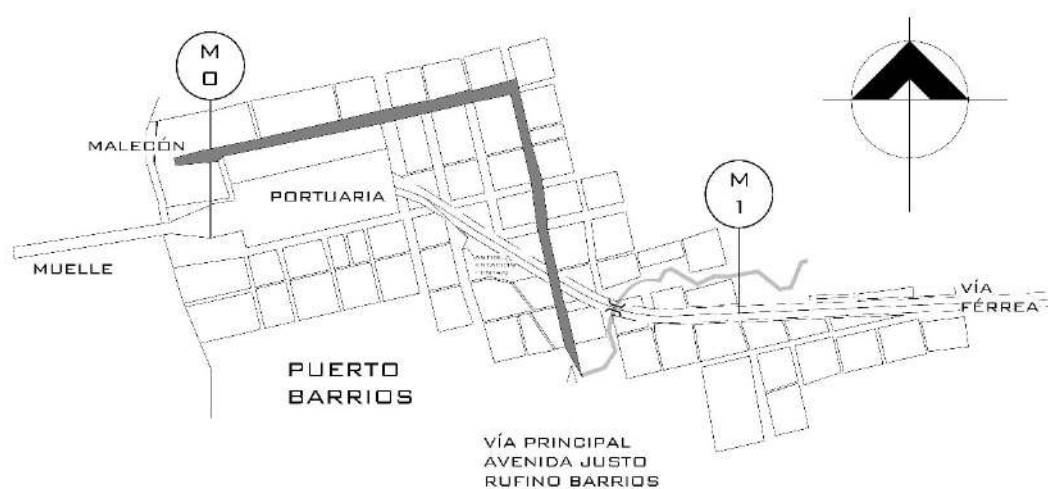 M
0
MALECÓN
PORTUARIA
MUELLE
M
1
VÍA
FÉRREA
PUERTO
BARRIOS
VÍA PRINCIPAL
AVENIDA JUSTO
RUFINO BARRIOS